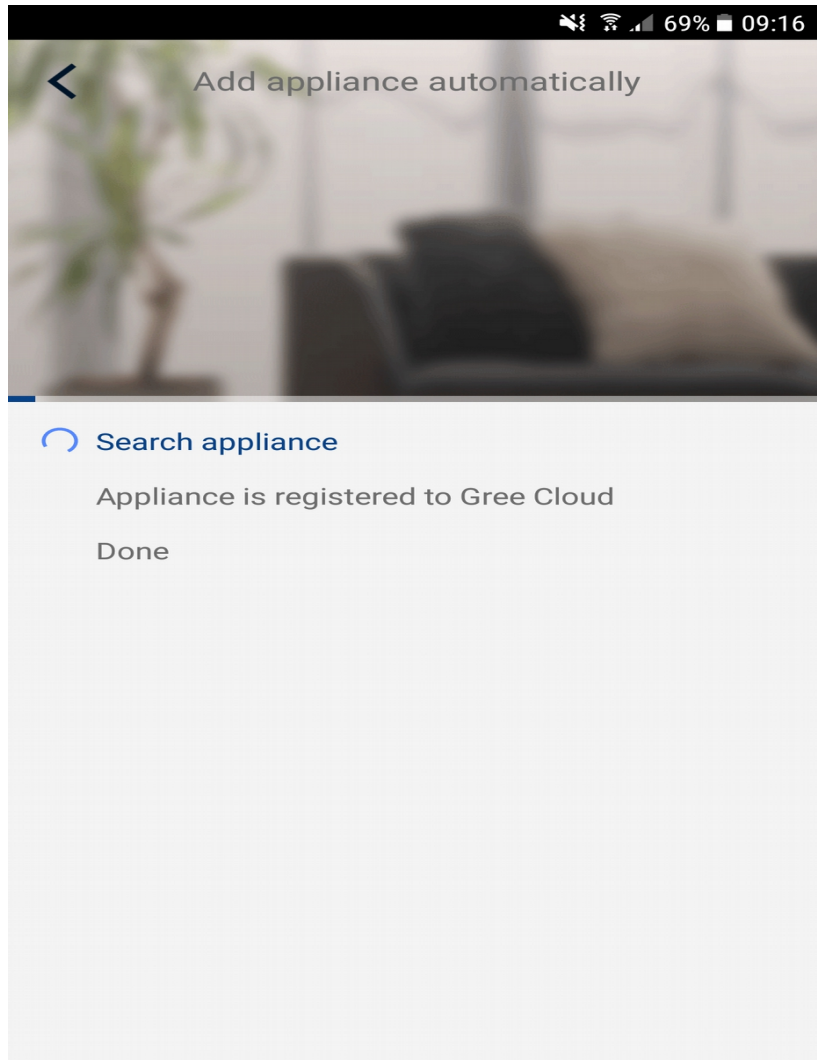 69% 09:16
Add appliance automatically
Search appliance
Appliance is registered to Gree Cloud
Done